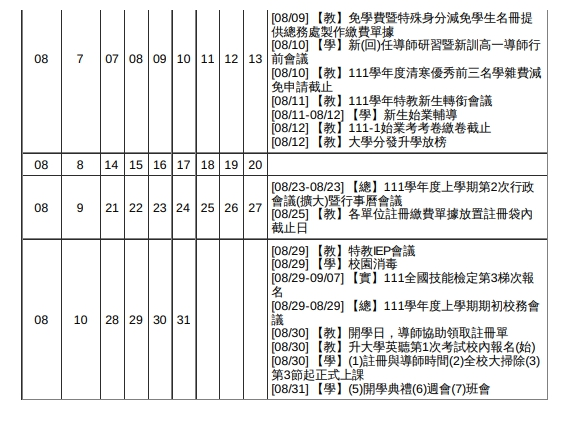 [08/09] 【教】免學費暨特殊身分減免學生名冊提
供總務處製作繳費單據
[08/10] 【學】新(回)任導師研習暨新訓高一導師行
前會議
[08/10] 【教】111學年度清寒優秀前三名學雜費減
免申請截止
[08/11] 【教】111學年特教新生轉銜會議
[08/11-08/12] 【學】新生始業輔導
[08/12] 【教】111-1始業考考卷繳卷截止
[08/12] 【教】大學分發升學放榜
08 7 07 08 09 10 11 12 13
08 8 14 15 16 17 18 19 20
08 9 21 22 23 24 25 26 27
[08/23-08/23] 【總】111學年度上學期第2次行政
會議(擴大)暨行事曆會議
[08/25] 【教】各單位註冊繳費單據放置註冊袋內
截止日
08 10 28 29 30 31
[08/29] 【教】特教IEP會議
[08/29] 【學】校園消毒
[08/29-09/07] 【實】111全國技能檢定第3梯次報
名
[08/29-08/29] 【總】111學年度上學期期初校務會
議
[08/30] 【教】開學日，導師協助領取註冊單
[08/30] 【教】升大學英聽第1次考試校內報名(始)
[08/30] 【學】(1)註冊與導師時間(2)全校大掃除(3)
第3節起正式上課
[08/31] 【學】(5)開學典禮(6)週會(7)班會